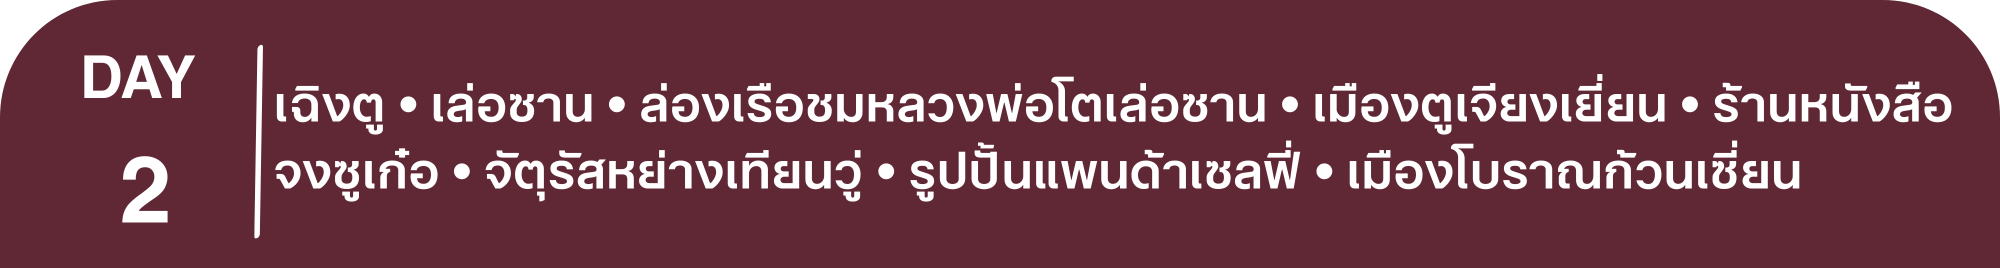 DAY
2
เฉิงตู • เล่อซาน • ล่องเรือชมหลวงพ่อโตเล่อซาน • เมืองตูเจียงเยี่ยน • ร้านหนังสือ
จงซูเก๋อ • จัตุรัสหย่างเทียนวู่ • รูปปั้นแพนด้าเซลฟี่ • เมืองโบราณก้วนเซี่ยน